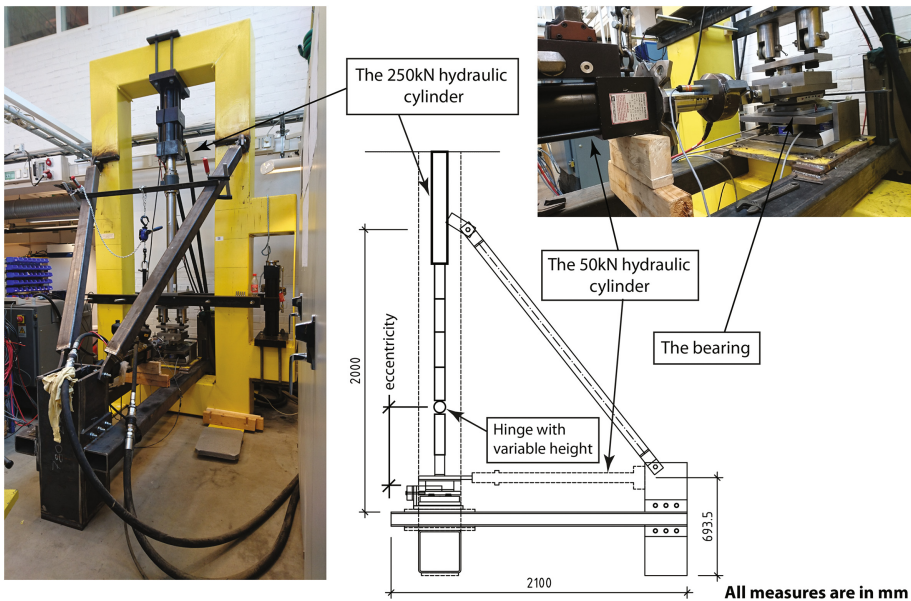 The 250kN hydraulic
cylinder
The 50kN hydraulic
cylinder
The bearing
2000
eccentricity
Hinge with
variable height
693.5
2100
All measures are in mm